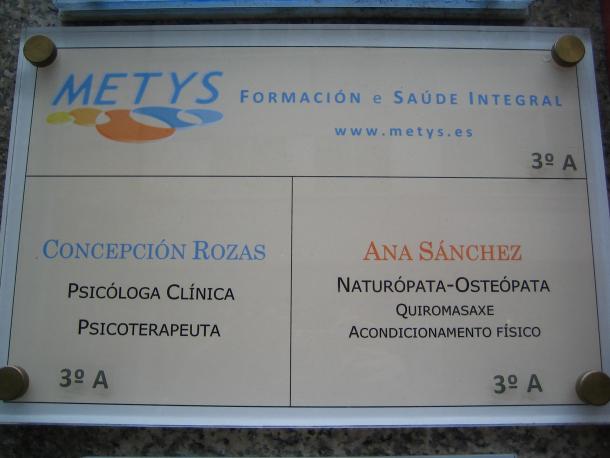 METYS FORMACIÓN e SAÚDE INTEGRAL
www.metys.es
3º A
CONCEPCIÓN ROZAS
PSICÓLOGA CLÍNICA
PSICOTERAPEUTA
3º A
ANA SÁNCHEZ
NATURÓPATA-OSTEÓPATA
QUIROMASAXE
ACONDICIONAMENTO FÍSICO
3º A